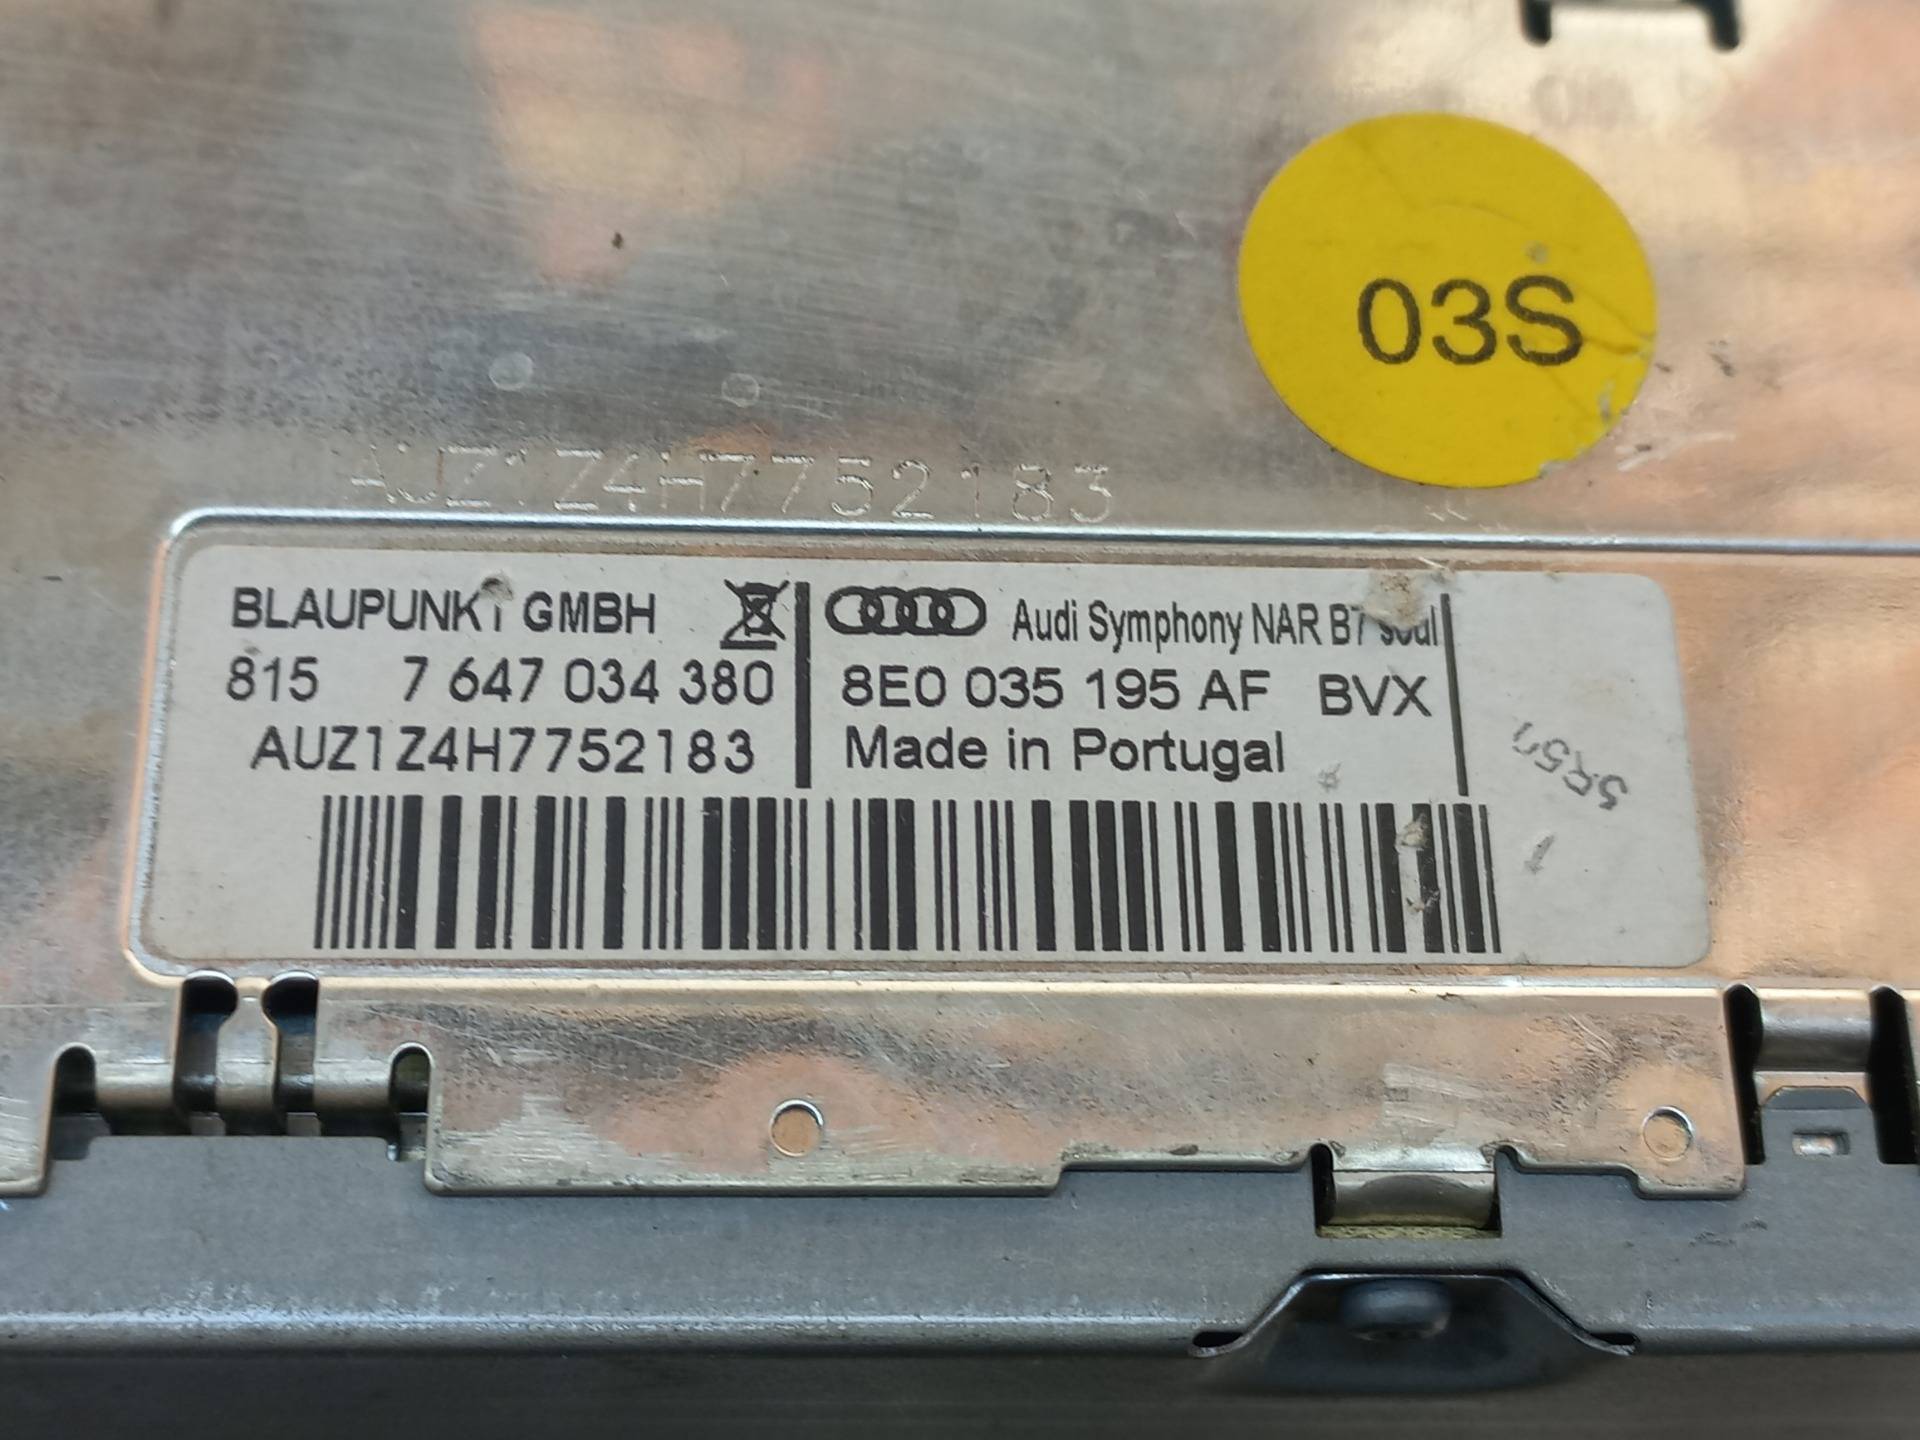 03S
AUZ1Z4H7752183
BLAUPUNKT GMBH
815 7 647 034 380
AUZ1Z4H7752183
Audi Symphony NAR B7 soul
8E0 035 195 AF BVX
Made in Portugal